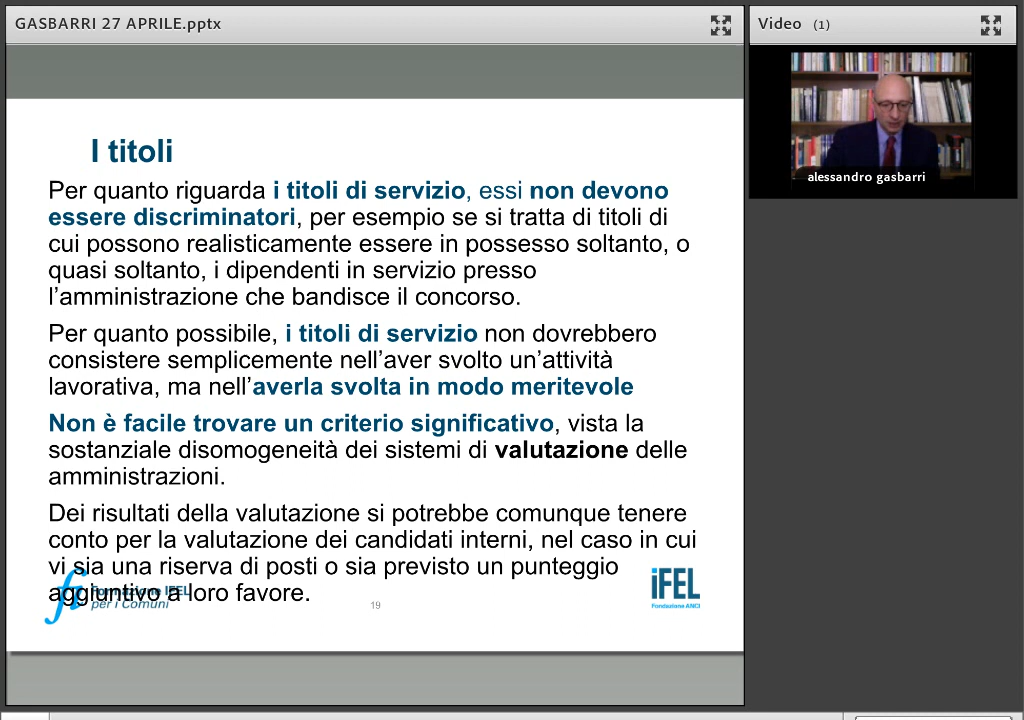 GASBARRI 27 APRILE.pptx
Video (1)
alessandro gasbarri
I titoli
Per quanto riguarda i titoli di servizio, essi non devono
essere discriminatori, per esempio se si tratta di titoli di
cui possono realisticamente essere in possesso soltanto, o
quasi soltanto, i dipendenti in servizio presso
l’amministrazione che bandisce il concorso.
Per quanto possibile, i titoli di servizio non dovrebbero
consistere semplicemente nell’aver svolto un’attività
lavorativa, ma nell’averla svolta in modo meritevole
Non è facile trovare un criterio significativo, vista la
sostanziale disomogeneità dei sistemi di valutazione delle
amministrazioni.
Dei risultati della valutazione si potrebbe comunque tenere
conto per la valutazione dei candidati interni, nel caso in cui
vi sia una riserva di posti o sia previsto un punteggio
aggiuntivo a loro favore.
fi Fondazione IFEL
per i Comuni
19
iFEL
Fondazione ANCI